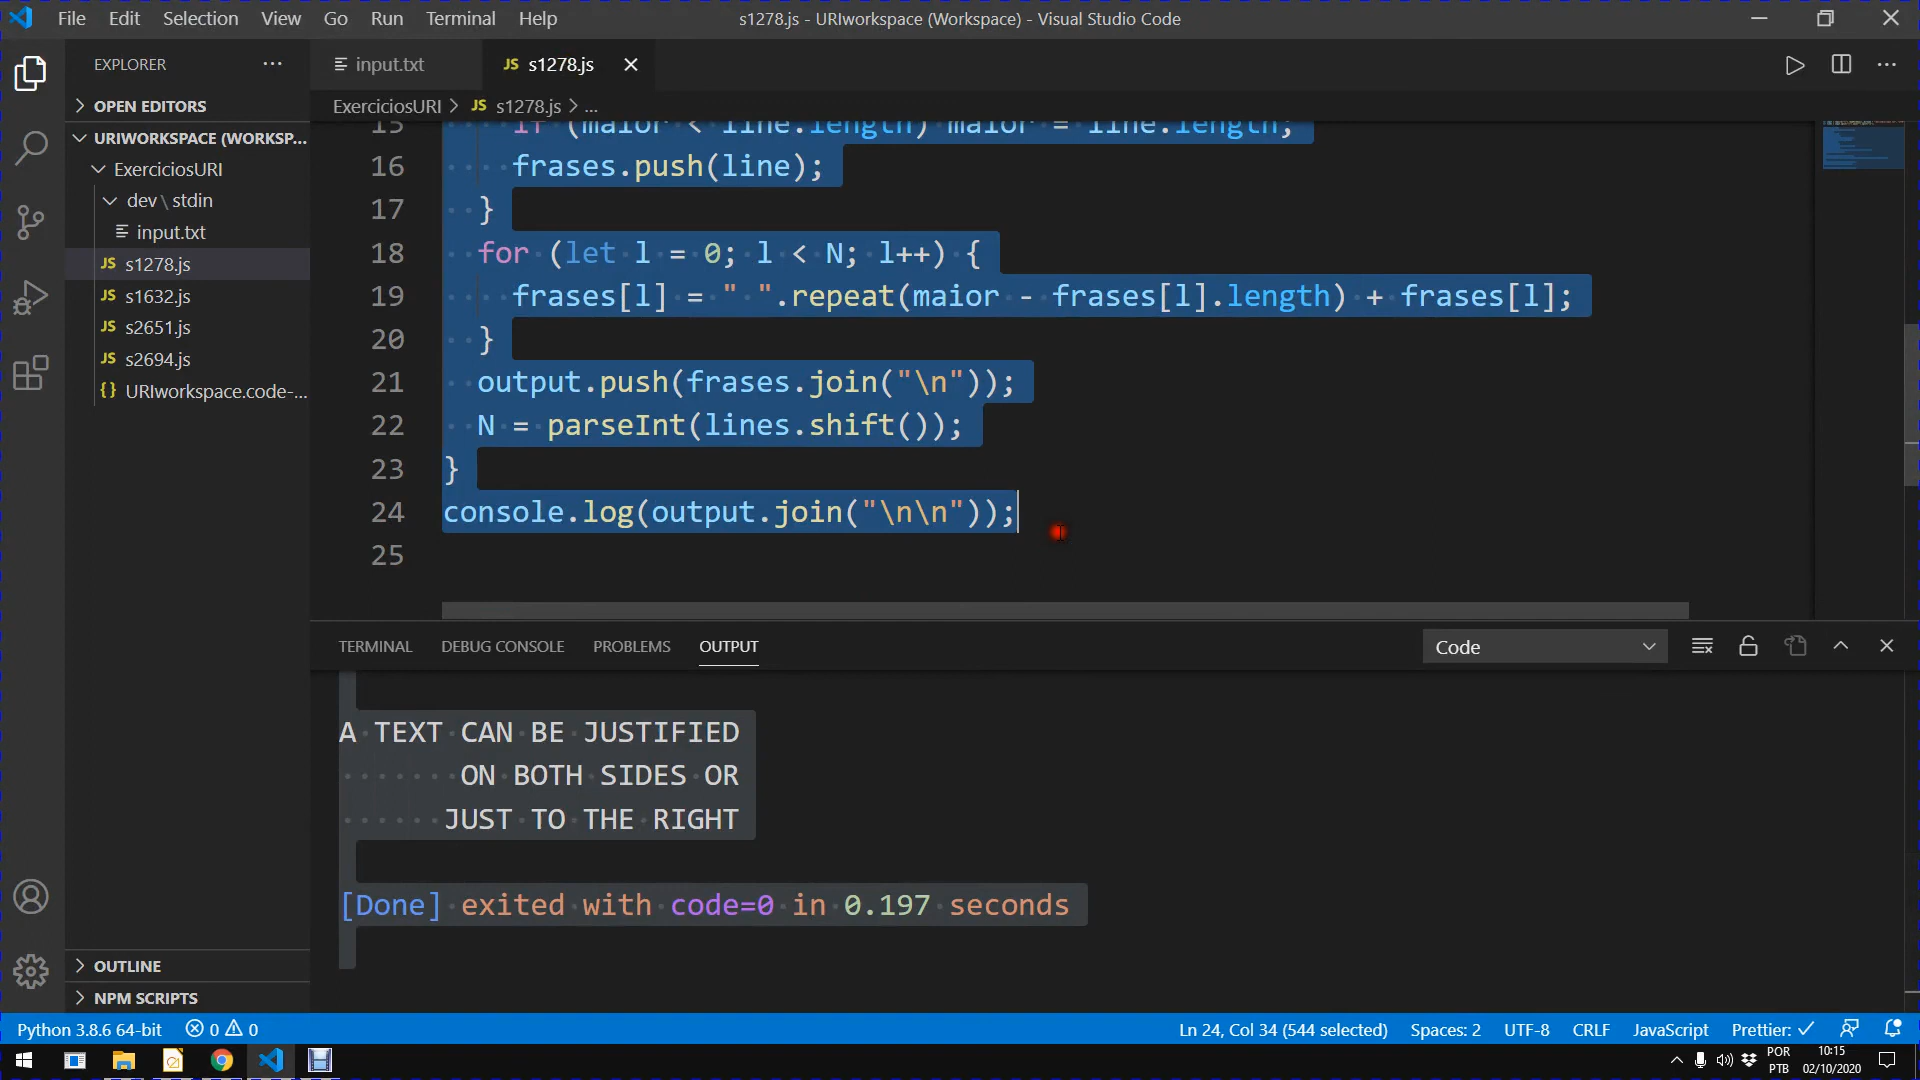 File Edit Selection View Go Run Terminal Help
s1278.js - URIworkspace (Workspace) - Visual Studio Code
EXPLORER ···
input.txt
JS s1278.js
OPEN EDITORS
ExerciciosURI > JS s1278.js > ...
URIWORKSPACE (WORKSP...
ExerciciosURI
dev\stdin
input.txt
JS s1278.js
JS s1632.js
JS s2651.js
JS s2694.js
{} URIworkspace.code-...
OUTLINE
NPM SCRIPTS
15 if (maior < line.length) maior = line.length;
16 frases.push(line);
17 }
18 for (let l = 0; l < N; l++) {
19 frases[l] = " ".repeat(maior - frases[l].length) + frases[l];
20 }
21 output.push(frases.join("\n"));
22 N = parseInt(lines.shift());
23 }
24 console.log(output.join("\n\n"));
25
TERMINAL DEBUG CONSOLE PROBLEMS OUTPUT
Code
A TEXT CAN BE JUSTIFIED
ON BOTH SIDES OR
JUST TO THE RIGHT
[Done] exited with code=0 in 0.197 seconds
Python 3.8.6 64-bit 0 0
Ln 24, Col 34 (544 selected) Spaces: 2 UTF-8 CRLF JavaScript Prettier: ✓
POR
PTB
10:15
02/10/2020